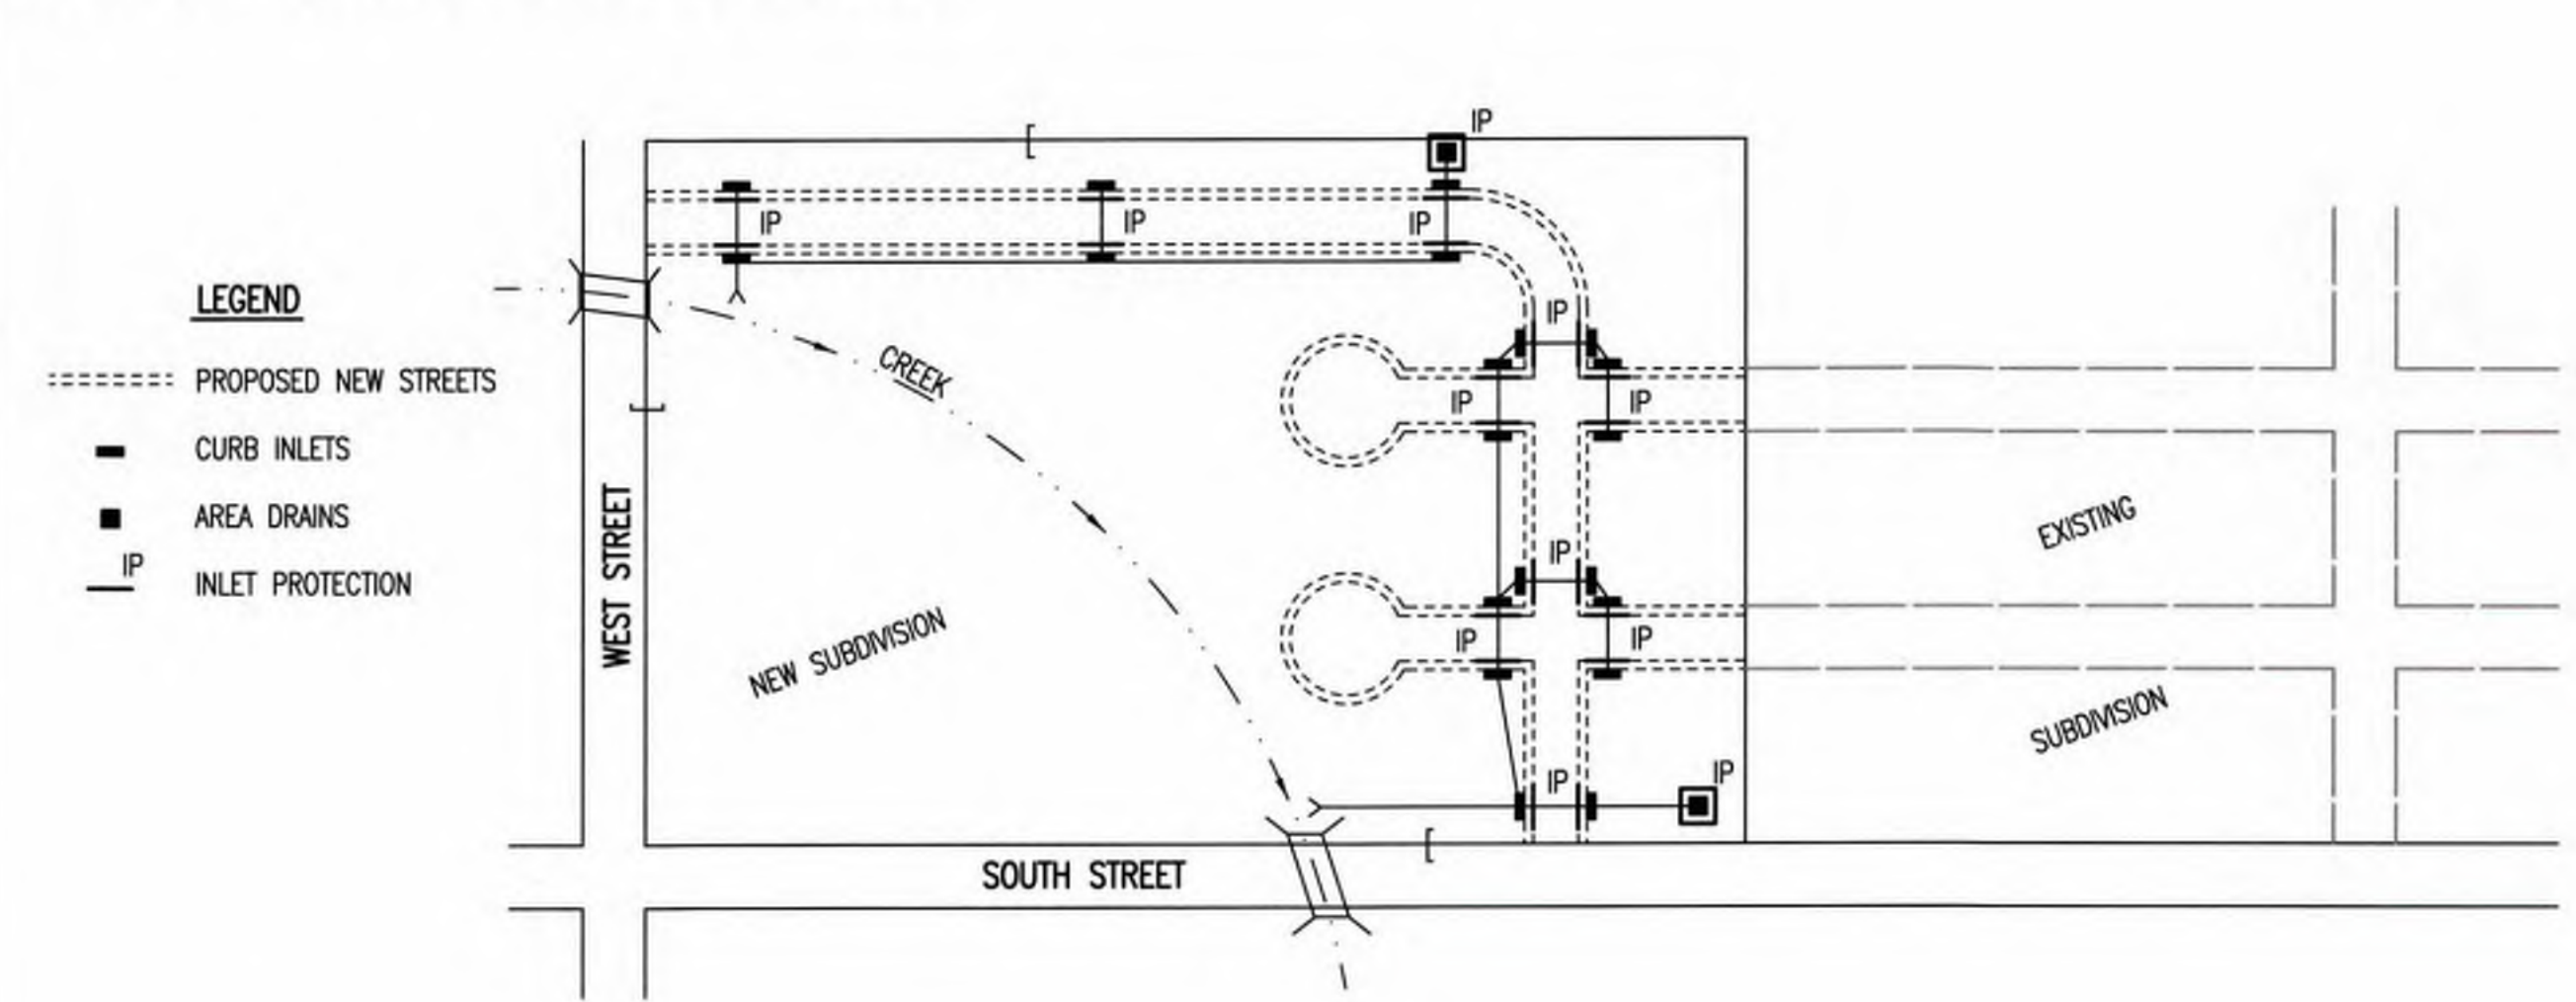 LEGEND
PROPOSED NEW STREETS
CURB INLETS
AREA DRAINS
IP
INLET PROTECTION
WEST STREET
IP
IP
IP
IP
CREEK
NEW SUBDIVISION
IP
IP
IP
IP
IP
IP
IP
IP
SOUTH STREET
EXISTING
SUBDIVISION